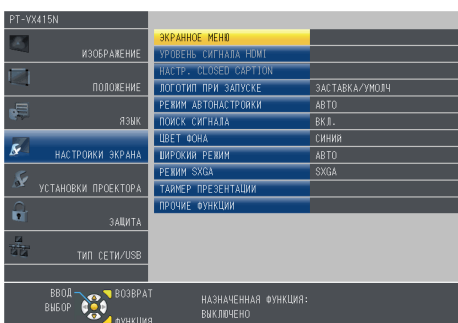 PT-VX415N
ИЗОБРАЖЕНИЕ
ПОЛОЖЕНИЕ
ЯЗЫК
НАСТРОЙКИ ЭКРАНА
УСТАНОВКИ ПРОЕКТОРА
ЗАЩИТА
ТИП СЕТИ/USB
ЭКРАННОЕ МЕНЮ
УРОВЕНЬ СИГНАЛА HDMI
НАСТР. CLOSED CAPTION
ЛОГОТИП ПРИ ЗАПУСКЕ ЗАСТАВКА/УМОЛЧ
РЕЖИМ АВТОНАСТРОЙКИ АВТО
ПОИСК СИГНАЛА ВКЛ.
ЦВЕТ ФОНА СИНИЙ
ШИРОКИЙ РЕЖИМ АВТО
РЕЖИМ SXGA SXGA
ТАЙМЕР ПРЕЗЕНТАЦИИ
ПРОЧИЕ ФУНКЦИИ
ВВОД ВОЗВРАТ
ВЫБОР
ФУНКЦИЯ
НАЗНАЧЕННАЯ ФУНКЦИЯ:
ВЫКЛЮЧЕНО